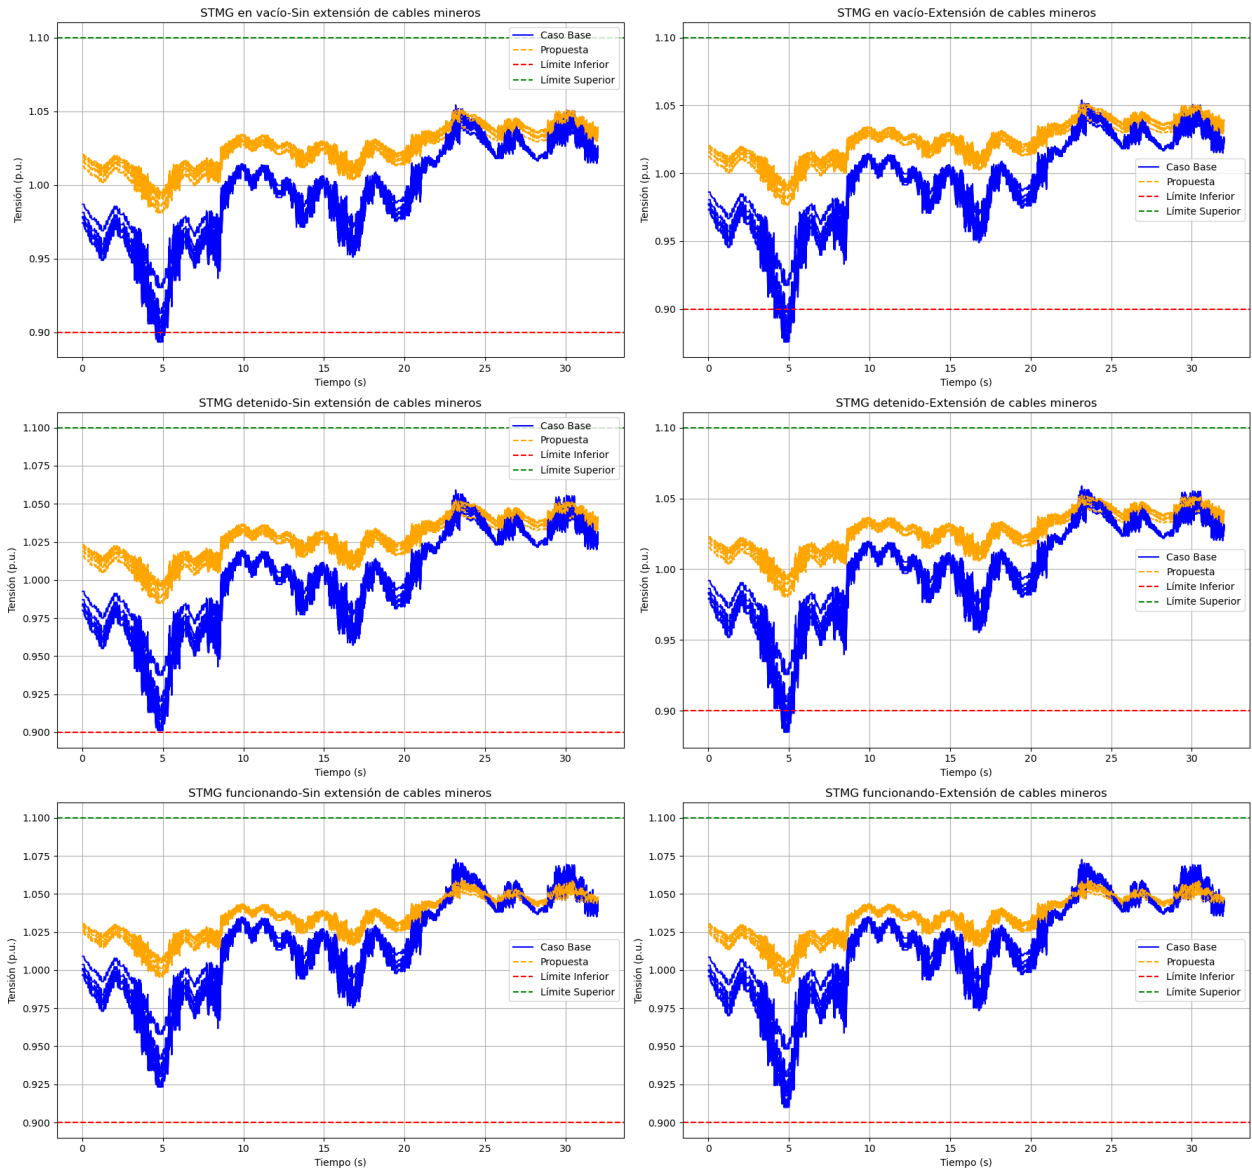 STMG en vacío-Sin extensión de cables mineros
1.10
1.05
1.00
0.95
0.90
Tensión (p.u.)
0 5 10 15 20 25 30
Tiempo (s)
Caso Base
Propuesta
Límite Inferior
Límite Superior
STMG en vacío-Extensión de cables mineros
1.10
1.05
1.00
0.95
0.90
Tensión (p.u.)
0 5 10 15 20 25 30
Tiempo (s)
Caso Base
Propuesta
Límite Inferior
Límite Superior
STMG detenido-Sin extensión de cables mineros
1.100
1.075
1.050
1.025
1.000
0.975
0.950
0.925
0.900
Tensión (p.u.)
0 5 10 15 20 25 30
Tiempo (s)
Caso Base
Propuesta
Límite Inferior
Límite Superior
STMG detenido-Extensión de cables mineros
1.10
1.05
1.00
0.95
0.90
Tensión (p.u.)
0 5 10 15 20 25 30
Tiempo (s)
Caso Base
Propuesta
Límite Inferior
Límite Superior
STMG funcionando-Sin extensión de cables mineros
1.100
1.075
1.050
1.025
1.000
0.975
0.950
0.925
0.900
Tensión (p.u.)
0 5 10 15 20 25 30
Tiempo (s)
Caso Base
Propuesta
Límite Inferior
Límite Superior
STMG funcionando-Extensión de cables mineros
1.100
1.075
1.050
1.025
1.000
0.975
0.950
0.925
0.900
Tensión (p.u.)
0 5 10 15 20 25 30
Tiempo (s)
Caso Base
Propuesta
Límite Inferior
Límite Superior